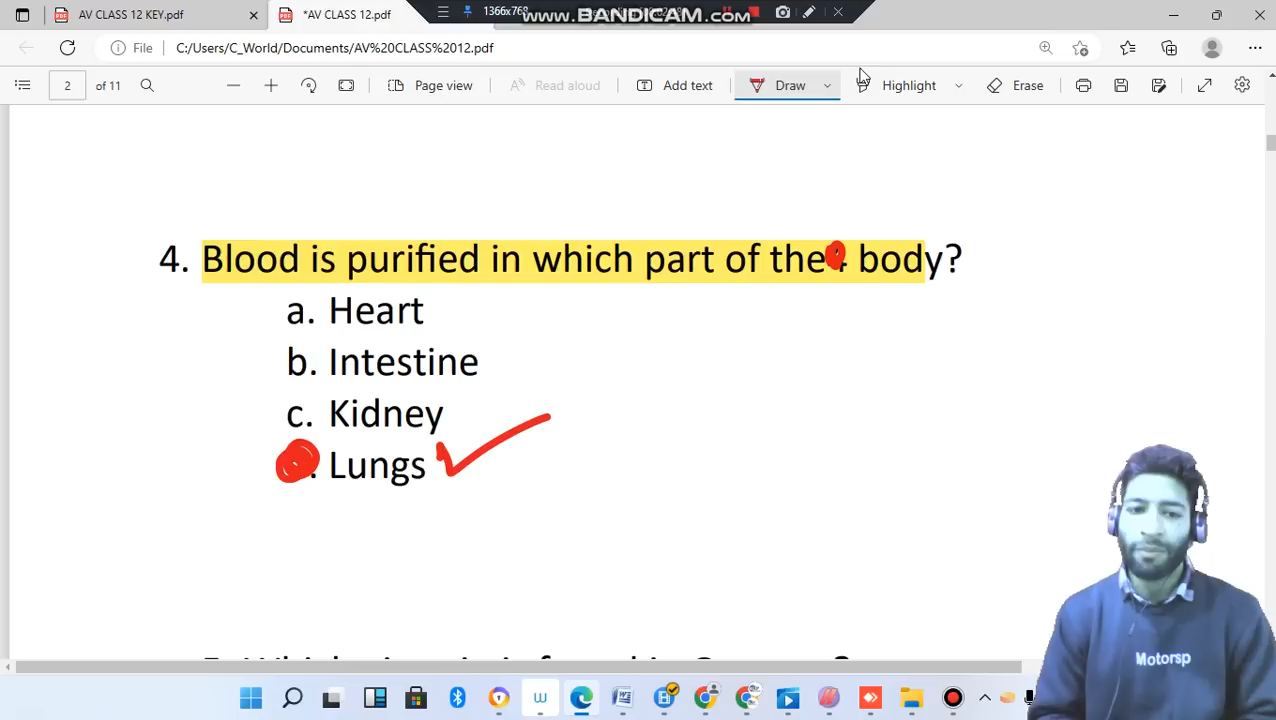 AV CLASS 12 KEY.pdf
*AV CLASS 12.pdf
1366x768
www.BANDICAM.com
File
C:/Users/C_World/Documents/AV%20CLASS%2012.pdf
2 of 11
Page view
Read aloud
Add text
Draw
Highlight
Erase
4. Blood is purified in which part of the body?
a. Heart
b. Intestine
c. Kidney
Lungs
Motorsp